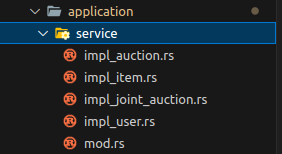 application
service
impl_auction.rs
impl_item.rs
impl_joint_auction.rs
impl_user.rs
mod.rs